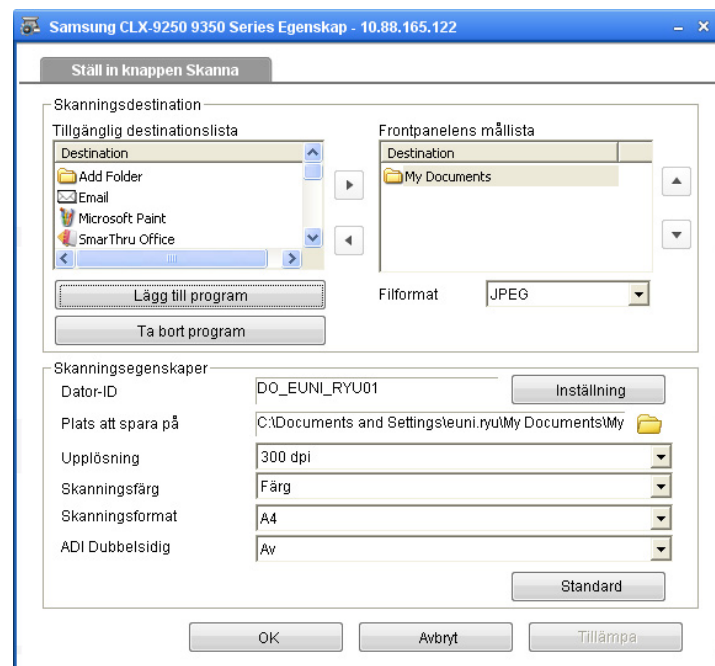 Samsung CLX-9250 9350 Series Egenskap - 10.88.165.122
Ställ in knappen Skanna
Skanningsdestination
Tillgänglig destinationslista
Destination
Add Folder
Email
Microsoft Paint
SmarThru Office
Lägg till program
Ta bort program
Frontpanelens mållista
Destination
My Documents
Filformat JPEG
Skanningsegenskaper
Dator-ID DO_EUNI_RYU01 Inställning
Plats att spara på C:\Documents and Settings\euni.ryu\My Documents\My
Upplösning 300 dpi
Skanningsfärg Färg
Skanningsformat A4
ADI Dubbelsidig Av
Standard
OK Avbryt Tillämpa